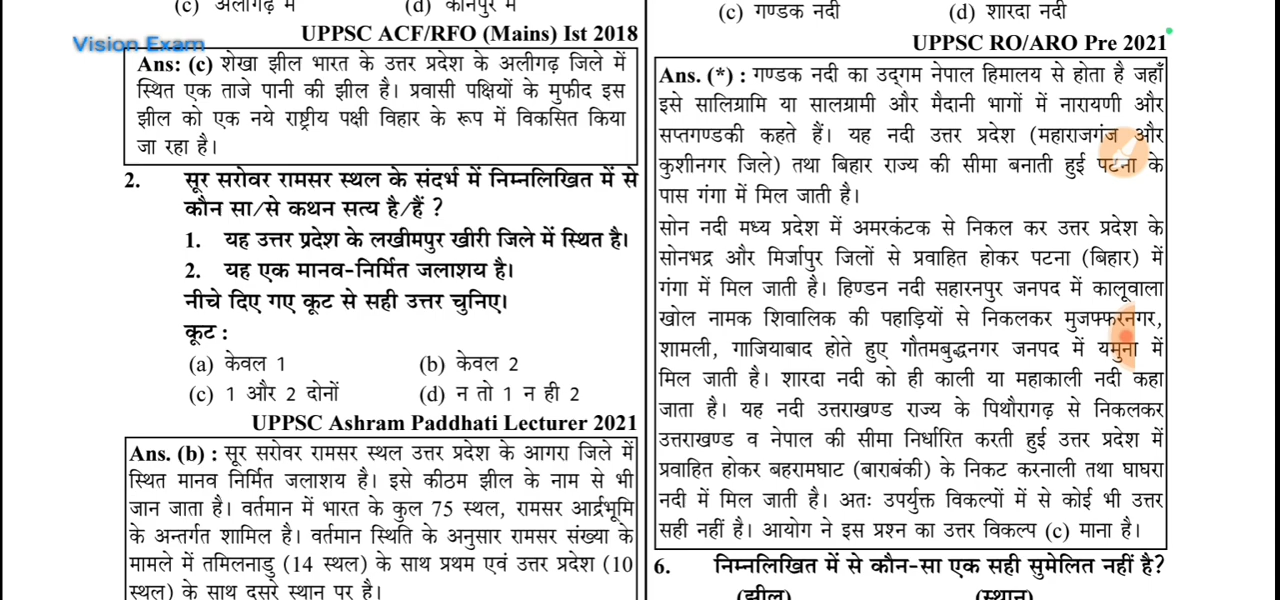 (c) अलीगढ़ में (d) कानपुर में
UPPSC ACF/RFO (Mains) Ist 2018
Vision Exam
Ans: (c) शेखा झील भारत के उत्तर प्रदेश के अलीगढ़ जिले में
स्थित एक ताजे पानी की झील है। प्रवासी पक्षियों के मुफीद इस
झील को एक नये राष्ट्रीय पक्षी विहार के रूप में विकसित किया
जा रहा है।
2. सूर सरोवर रामसर स्थल के संदर्भ में निम्नलिखित में से
कौन सा/से कथन सत्य है/हैं ?
1. यह उत्तर प्रदेश के लखीमपुर खीरी जिले में स्थित है।
2. यह एक मानव-निर्मित जलाशय है।
नीचे दिए गए कूट से सही उत्तर चुनिए।
कूट :
(a) केवल 1 (b) केवल 2
(c) 1 और 2 दोनों (d) न तो 1 न ही 2
UPPSC Ashram Paddhati Lecturer 2021
Ans. (b) : सूर सरोवर रामसर स्थल उत्तर प्रदेश के आगरा जिले में
स्थित मानव निर्मित जलाशय है। इसे कीठम झील के नाम से भी
जान जाता है। वर्तमान में भारत के कुल 75 स्थल, रामसर आर्द्रभूमि
के अन्तर्गत शामिल है। वर्तमान स्थिति के अनुसार रामसर संख्या के
मामले में तमिलनाडु (14 स्थल) के साथ प्रथम एवं उत्तर प्रदेश (10
स्थल) के साथ दूसरे स्थान पर है।
(c) गण्डक नदी (d) शारदा नदी
UPPSC RO/ARO Pre 2021
Ans. (*) : गण्डक नदी का उद्गम नेपाल हिमालय से होता है जहाँ
इसे सालिग्रामि या सालग्रामी और मैदानी भागों में नारायणी और
सप्तगण्डकी कहते हैं। यह नदी उत्तर प्रदेश (महाराजगंज और
कुशीनगर जिले) तथा बिहार राज्य की सीमा बनाती हुई पटना के
पास गंगा में मिल जाती है।
सोन नदी मध्य प्रदेश में अमरकंटक से निकल कर उत्तर प्रदेश के
सोनभद्र और मिर्जापुर जिलों से प्रवाहित होकर पटना (बिहार) में
गंगा में मिल जाती है। हिण्डन नदी सहारनपुर जनपद में कालूवाला
खोल नामक शिवालिक की पहाड़ियों से निकलकर मुजफ्फरनगर,
शामली, गाजियाबाद होते हुए गौतमबुद्धनगर जनपद में यमुना में
मिल जाती है। शारदा नदी को ही काली या महाकाली नदी कहा
जाता है। यह नदी उत्तराखण्ड राज्य के पिथौरागढ़ से निकलकर
उत्तराखण्ड व नेपाल की सीमा निर्धारित करती हुई उत्तर प्रदेश में
प्रवाहित होकर बहरामघाट (बाराबंकी) के निकट करनाली तथा घाघरा
नदी में मिल जाती है। अतः उपर्युक्त विकल्पों में से कोई भी उत्तर
सही नहीं है। आयोग ने इस प्रश्न का उत्तर विकल्प (c) माना है।
6. निम्नलिखित में से कौन-सा एक सही सुमेलित नहीं है?
(झील) (स्थान)